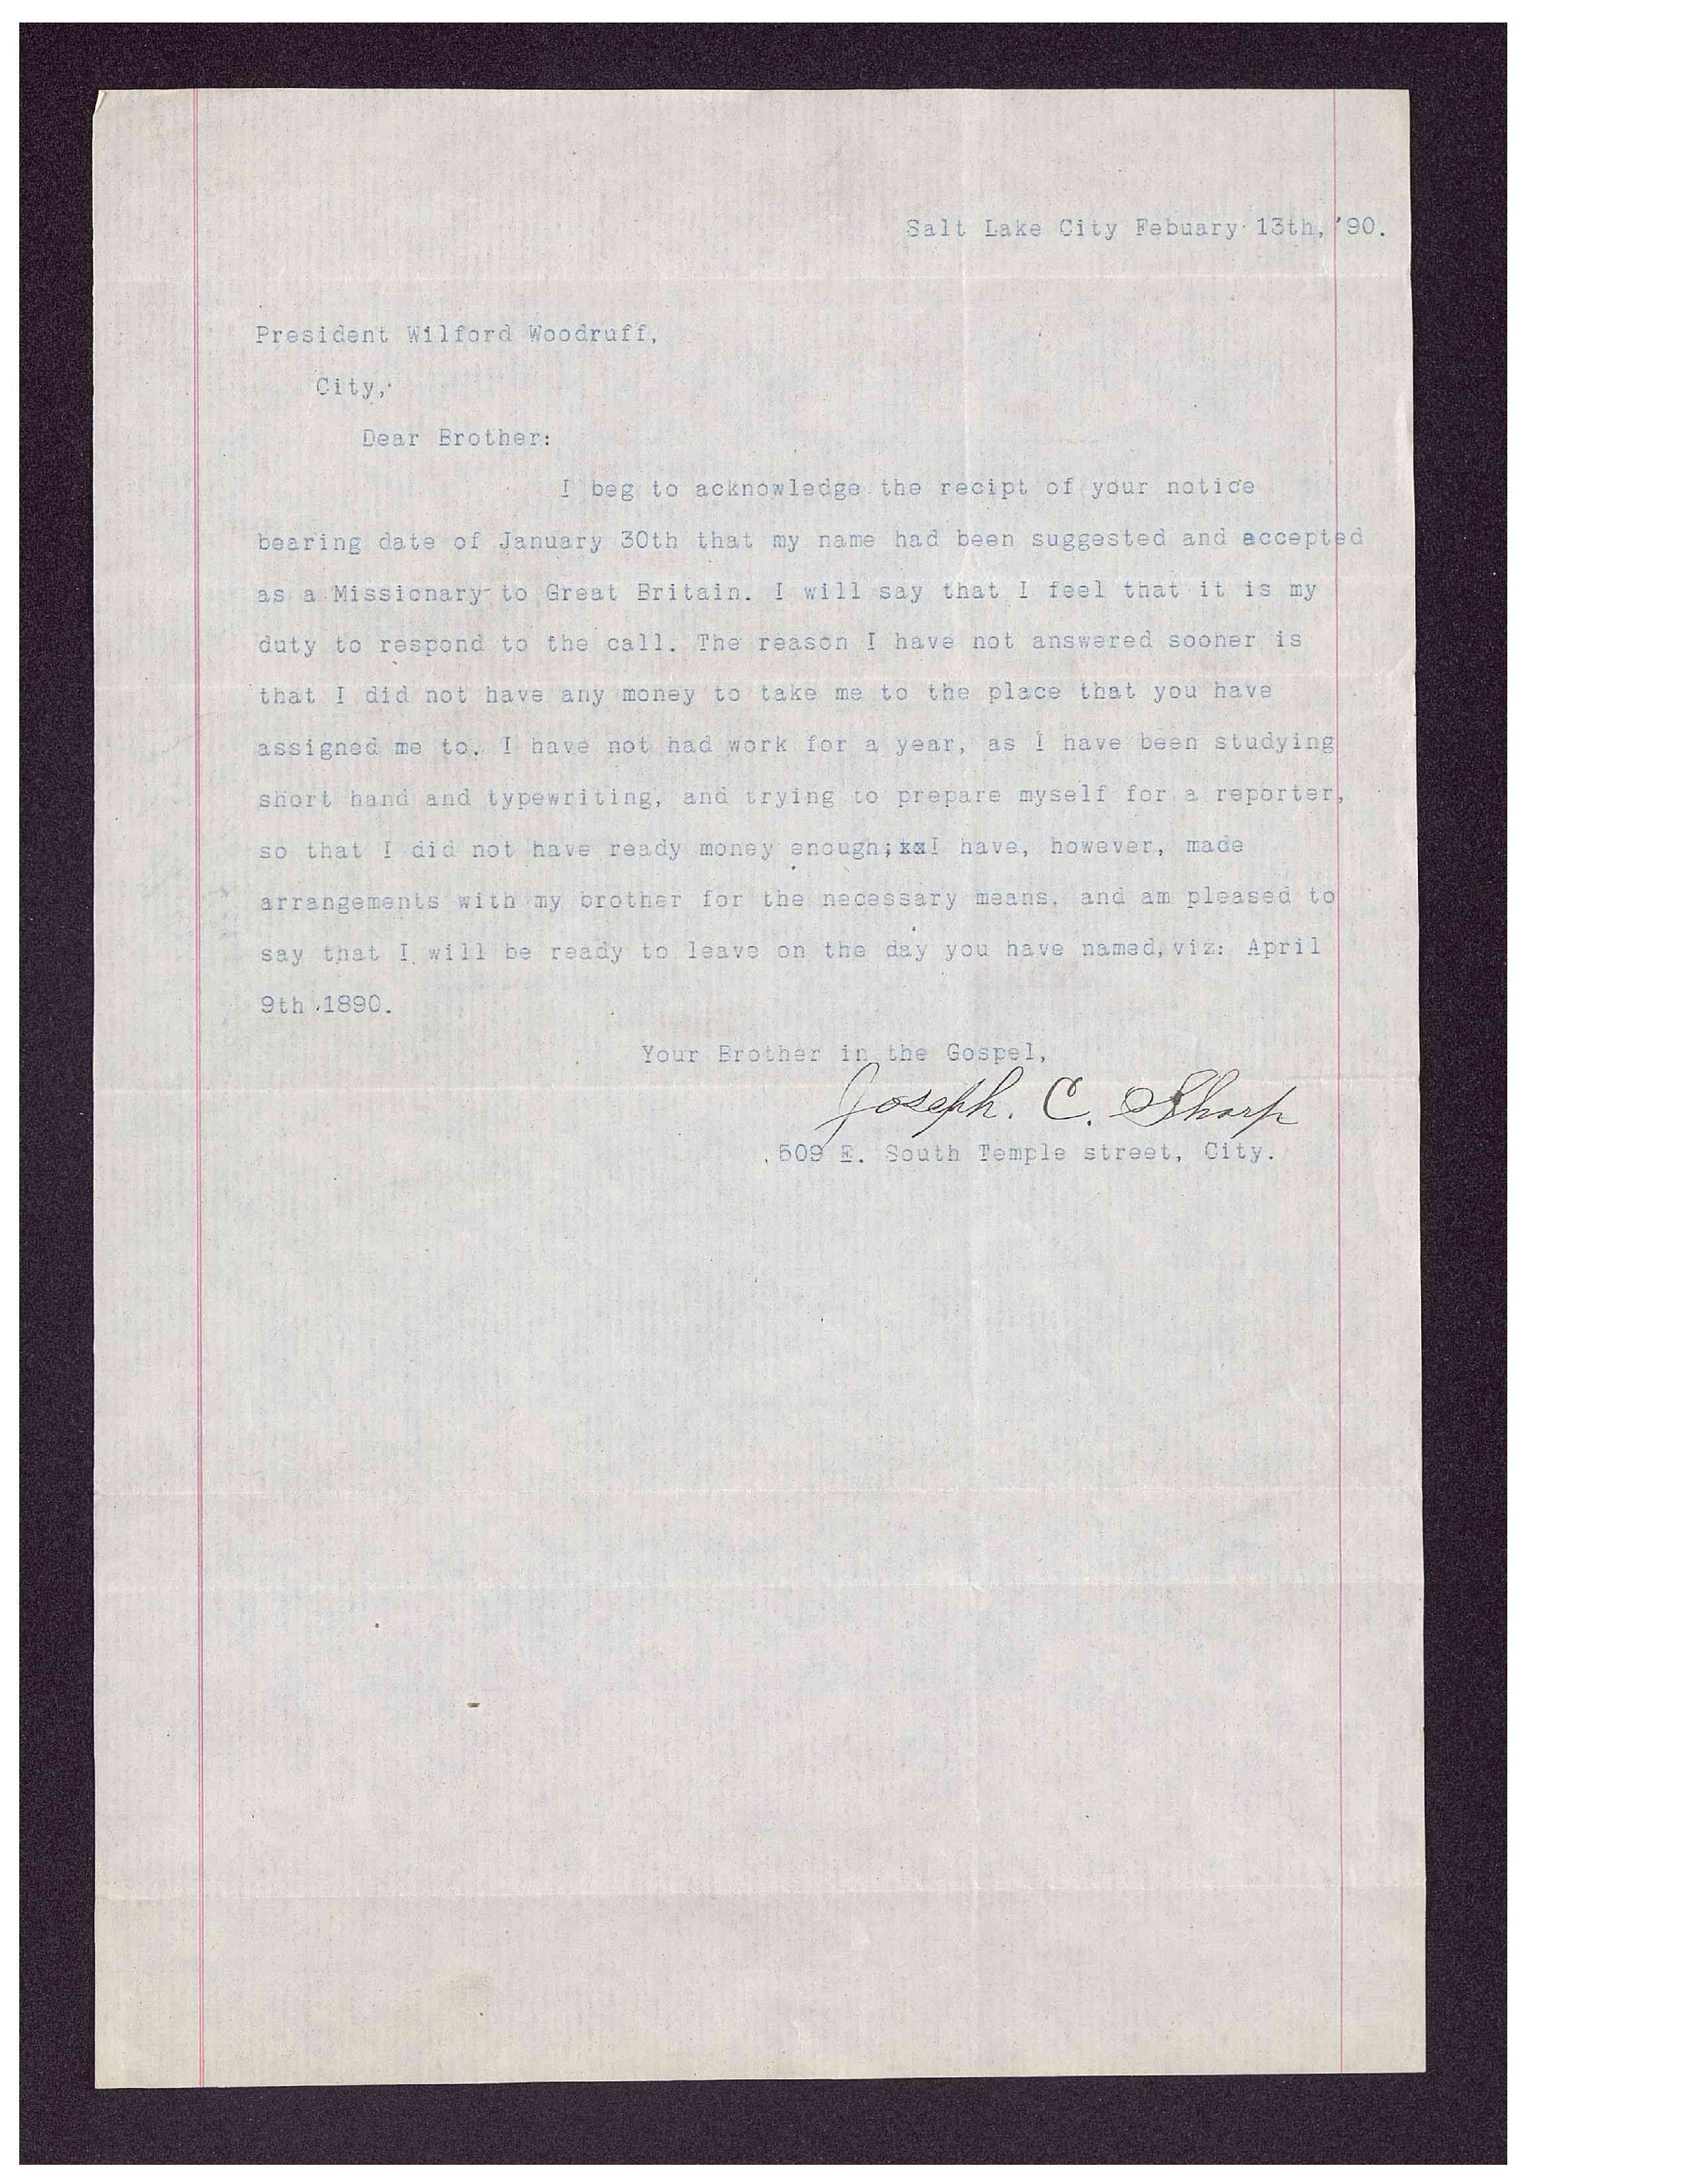 Salt Lake City Febuary 13th, '90.
President Wilford Woodruff,
City,
Dear Brother:
I beg to acknowledge the recipt of your notice
bearing date of January 30th that my name had been suggested and accepted
as a Missionary to Great Britain. I will say that I feel that it is my
duty to respond to the call. The reason I have not answered sooner is
that I did not have any money to take me to the place that you have
assigned me to. I have not had work for a year, as I have been studying
short hand and typewriting, and trying to prepare myself for a reporter,
so that I did not have ready money enough; I have, however, made
arrangements with my brother for the necessary means. and am pleased to
say that I will be ready to leave on the day you have named, viz: April
9th 1890.
Your Brother in the Gospel,
Joseph. C. Sharp
509 E. South Temple street, City.